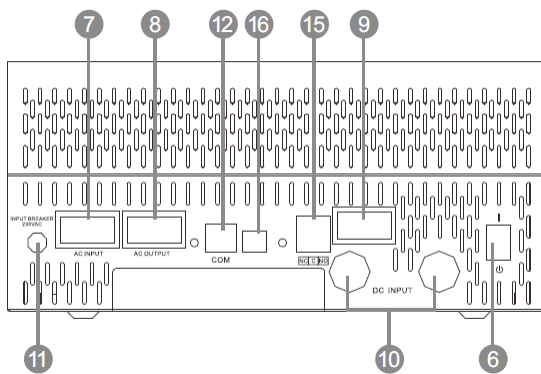 7 8 12 16 15 9
INPUT BREAKER
250VAC
AC INPUT
AC OUTPUT
COM
NC C NO
DC INPUT
11 10 6